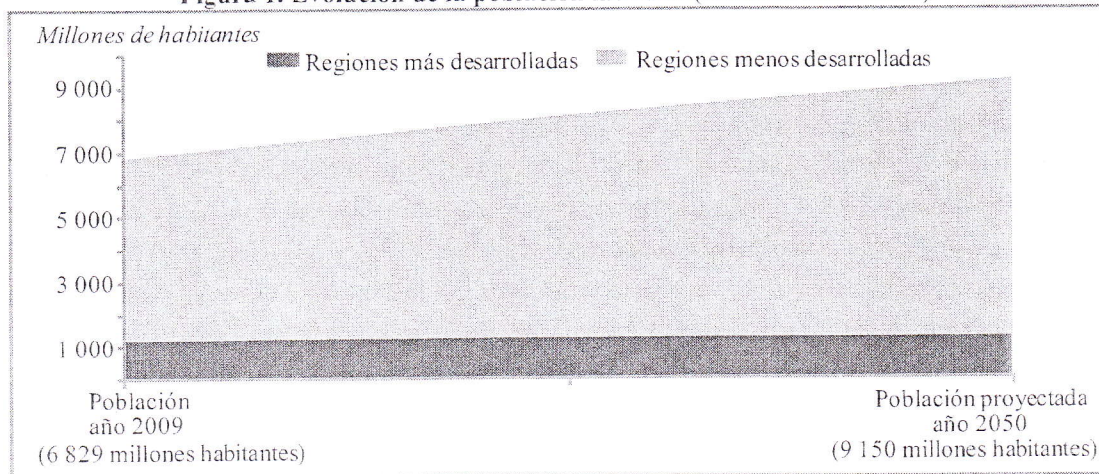 Millones de habitantes
Regiones más desarrolladas Regiones menos desarrolladas
9 000
7 000
5 000
3 000
1 000
Población
año 2009
(6 829 millones habitantes)
Población proyectada
año 2050
(9 150 millones habitantes)